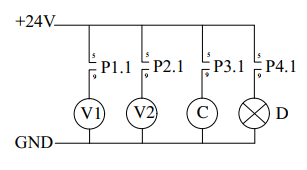 +24V
5 5 5 5
P1.1 P2.1 P3.1 P4.1
9 9 9 9
V1 V2 C D
GND